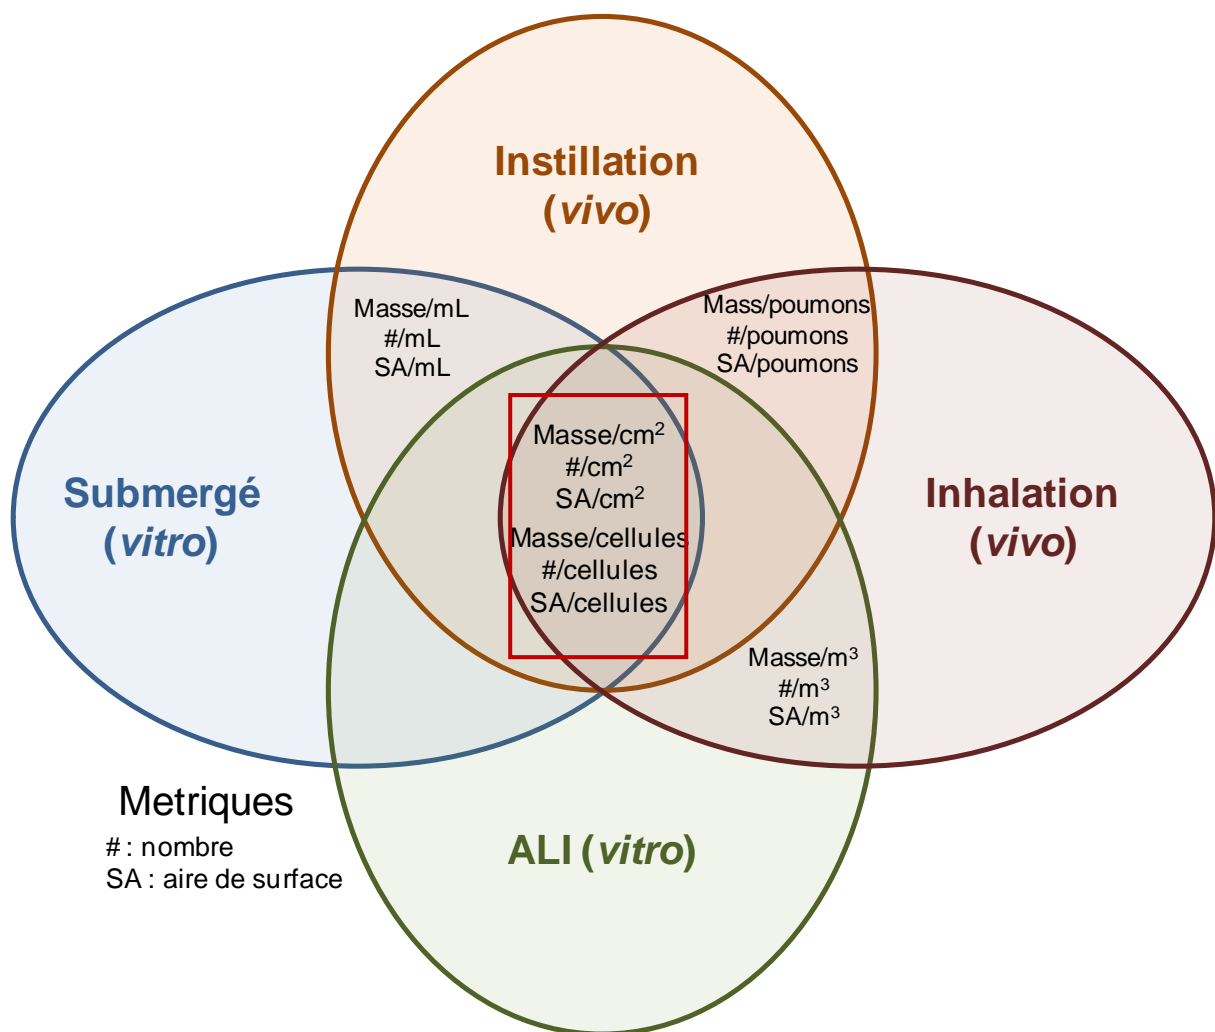 Instillation
(vivo)
Masse/mL
#/mL
SA/mL
Mass/poumons
#/poumons
SA/poumons
Submergé
(vitro)
Masse/cm²
#/cm²
SA/cm²
Masse/cellules
#/cellules
SA/cellules
Inhalation
(vivo)
Masse/m³
#/m³
SA/m³
Metriques
# : nombre
SA : aire de surface
ALI (vitro)